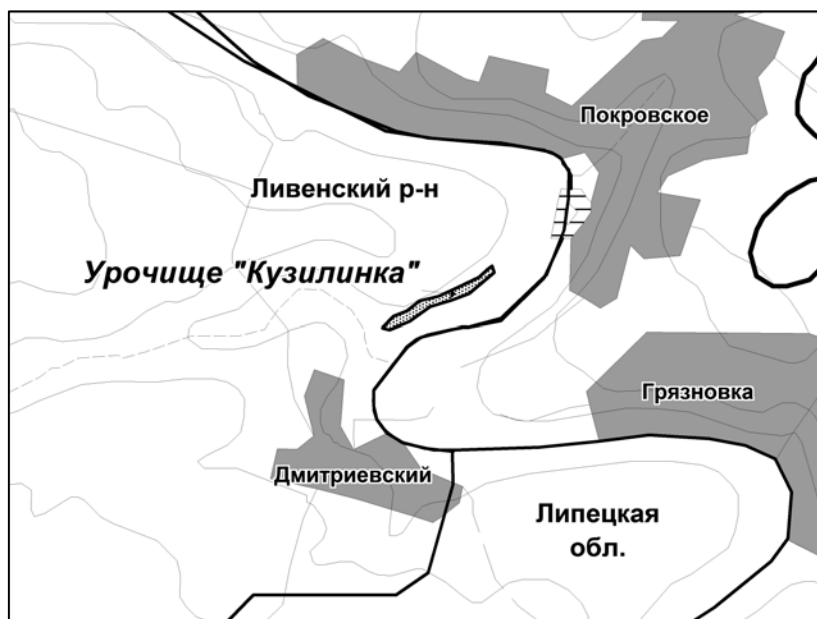 Покровское
Ливенский р-н
Урочище "Кузилинка"
Грязновка
Дмитриевский
Липецкая
обл.